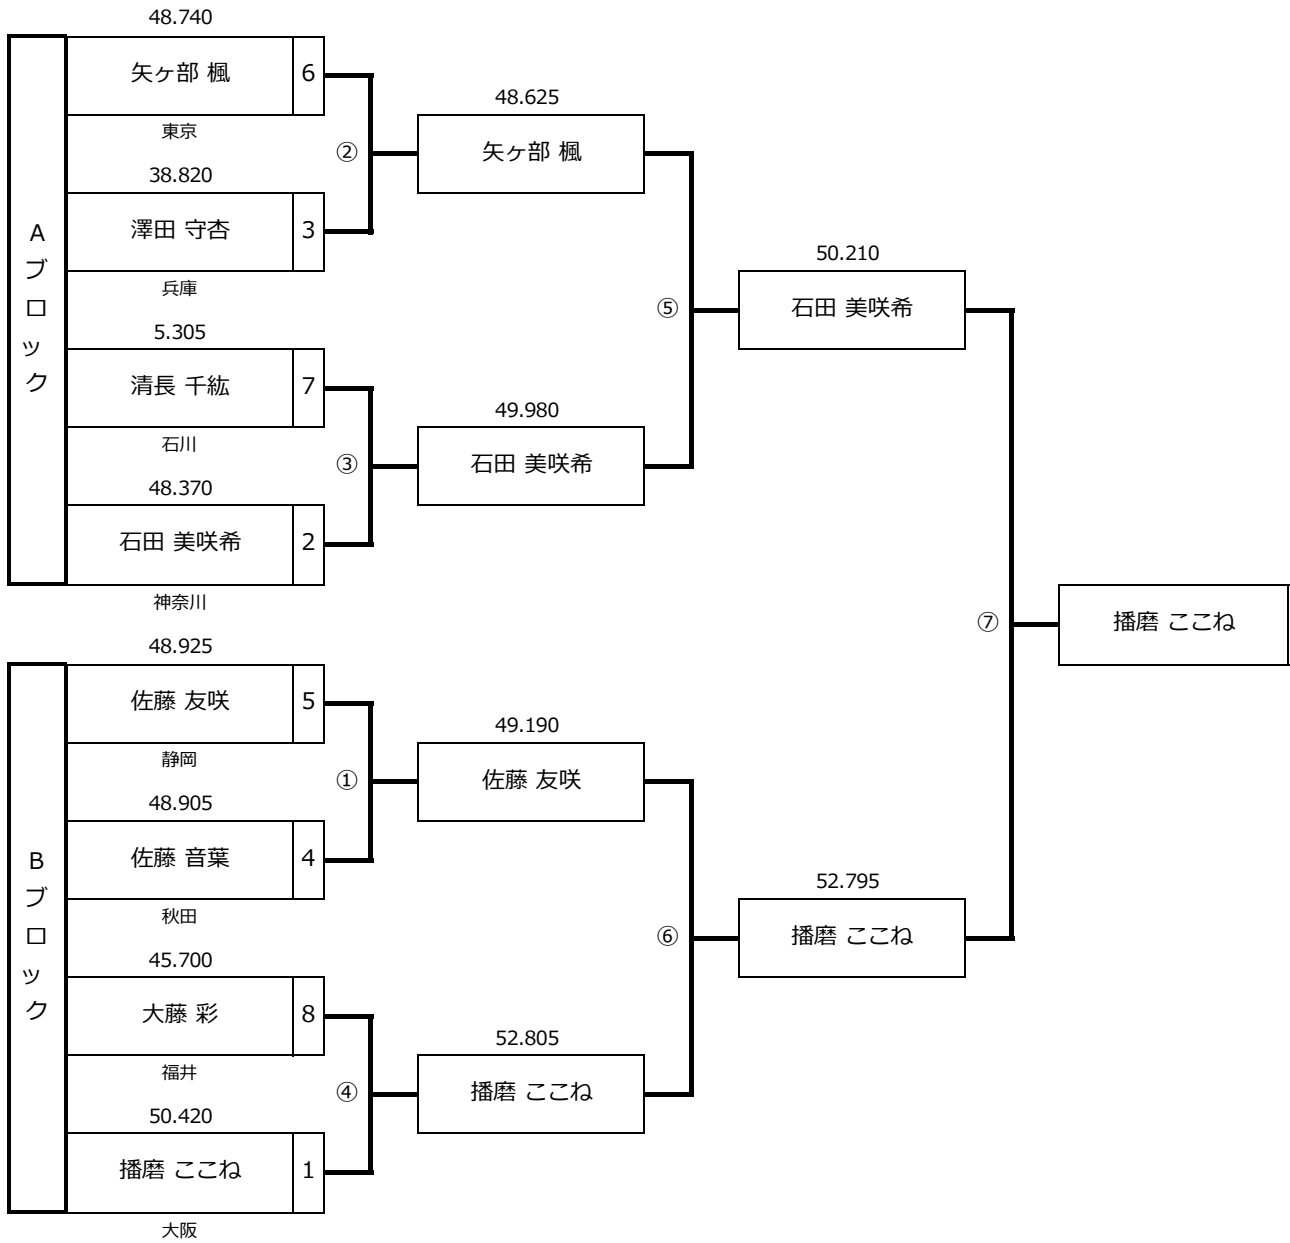 48.740
Aブロック
矢ヶ部 楓
6
東京
②
38.820
澤田 守杏
3
兵庫
5.305
清長 千紘
7
石川
③
48.370
石田 美咲希
2
神奈川
48.625
矢ヶ部 楓
⑤
49.980
石田 美咲希
50.210
石田 美咲希
⑦
播磨 ここね
48.925
Bブロック
佐藤 友咲
5
静岡
①
48.905
佐藤 音葉
4
秋田
45.700
大藤 彩
8
福井
④
50.420
播磨 ここね
1
大阪
49.190
佐藤 友咲
⑥
52.805
播磨 ここね
52.795
播磨 ここね